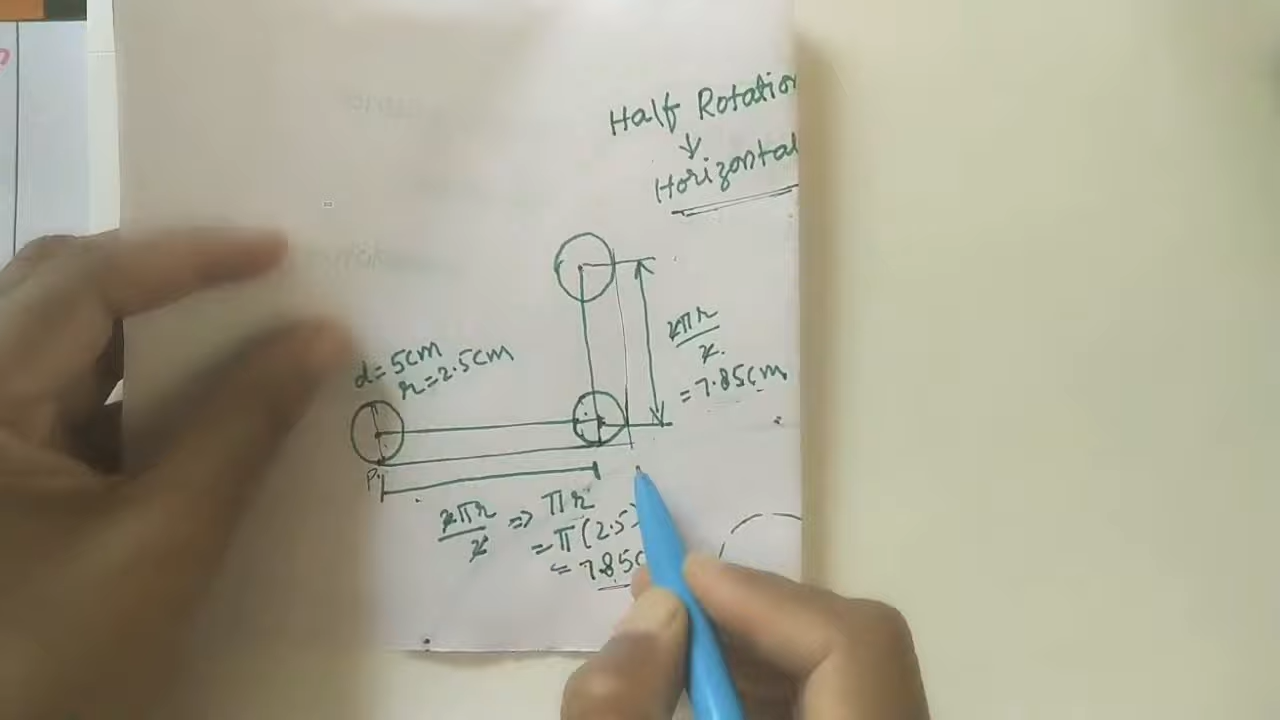 Half Rotation
↓
Horizontal
d=5cm
r=2.5cm
2πr/2
=7.85cm
P
2πr/2 => πr
=π(2.5)
=7.85c